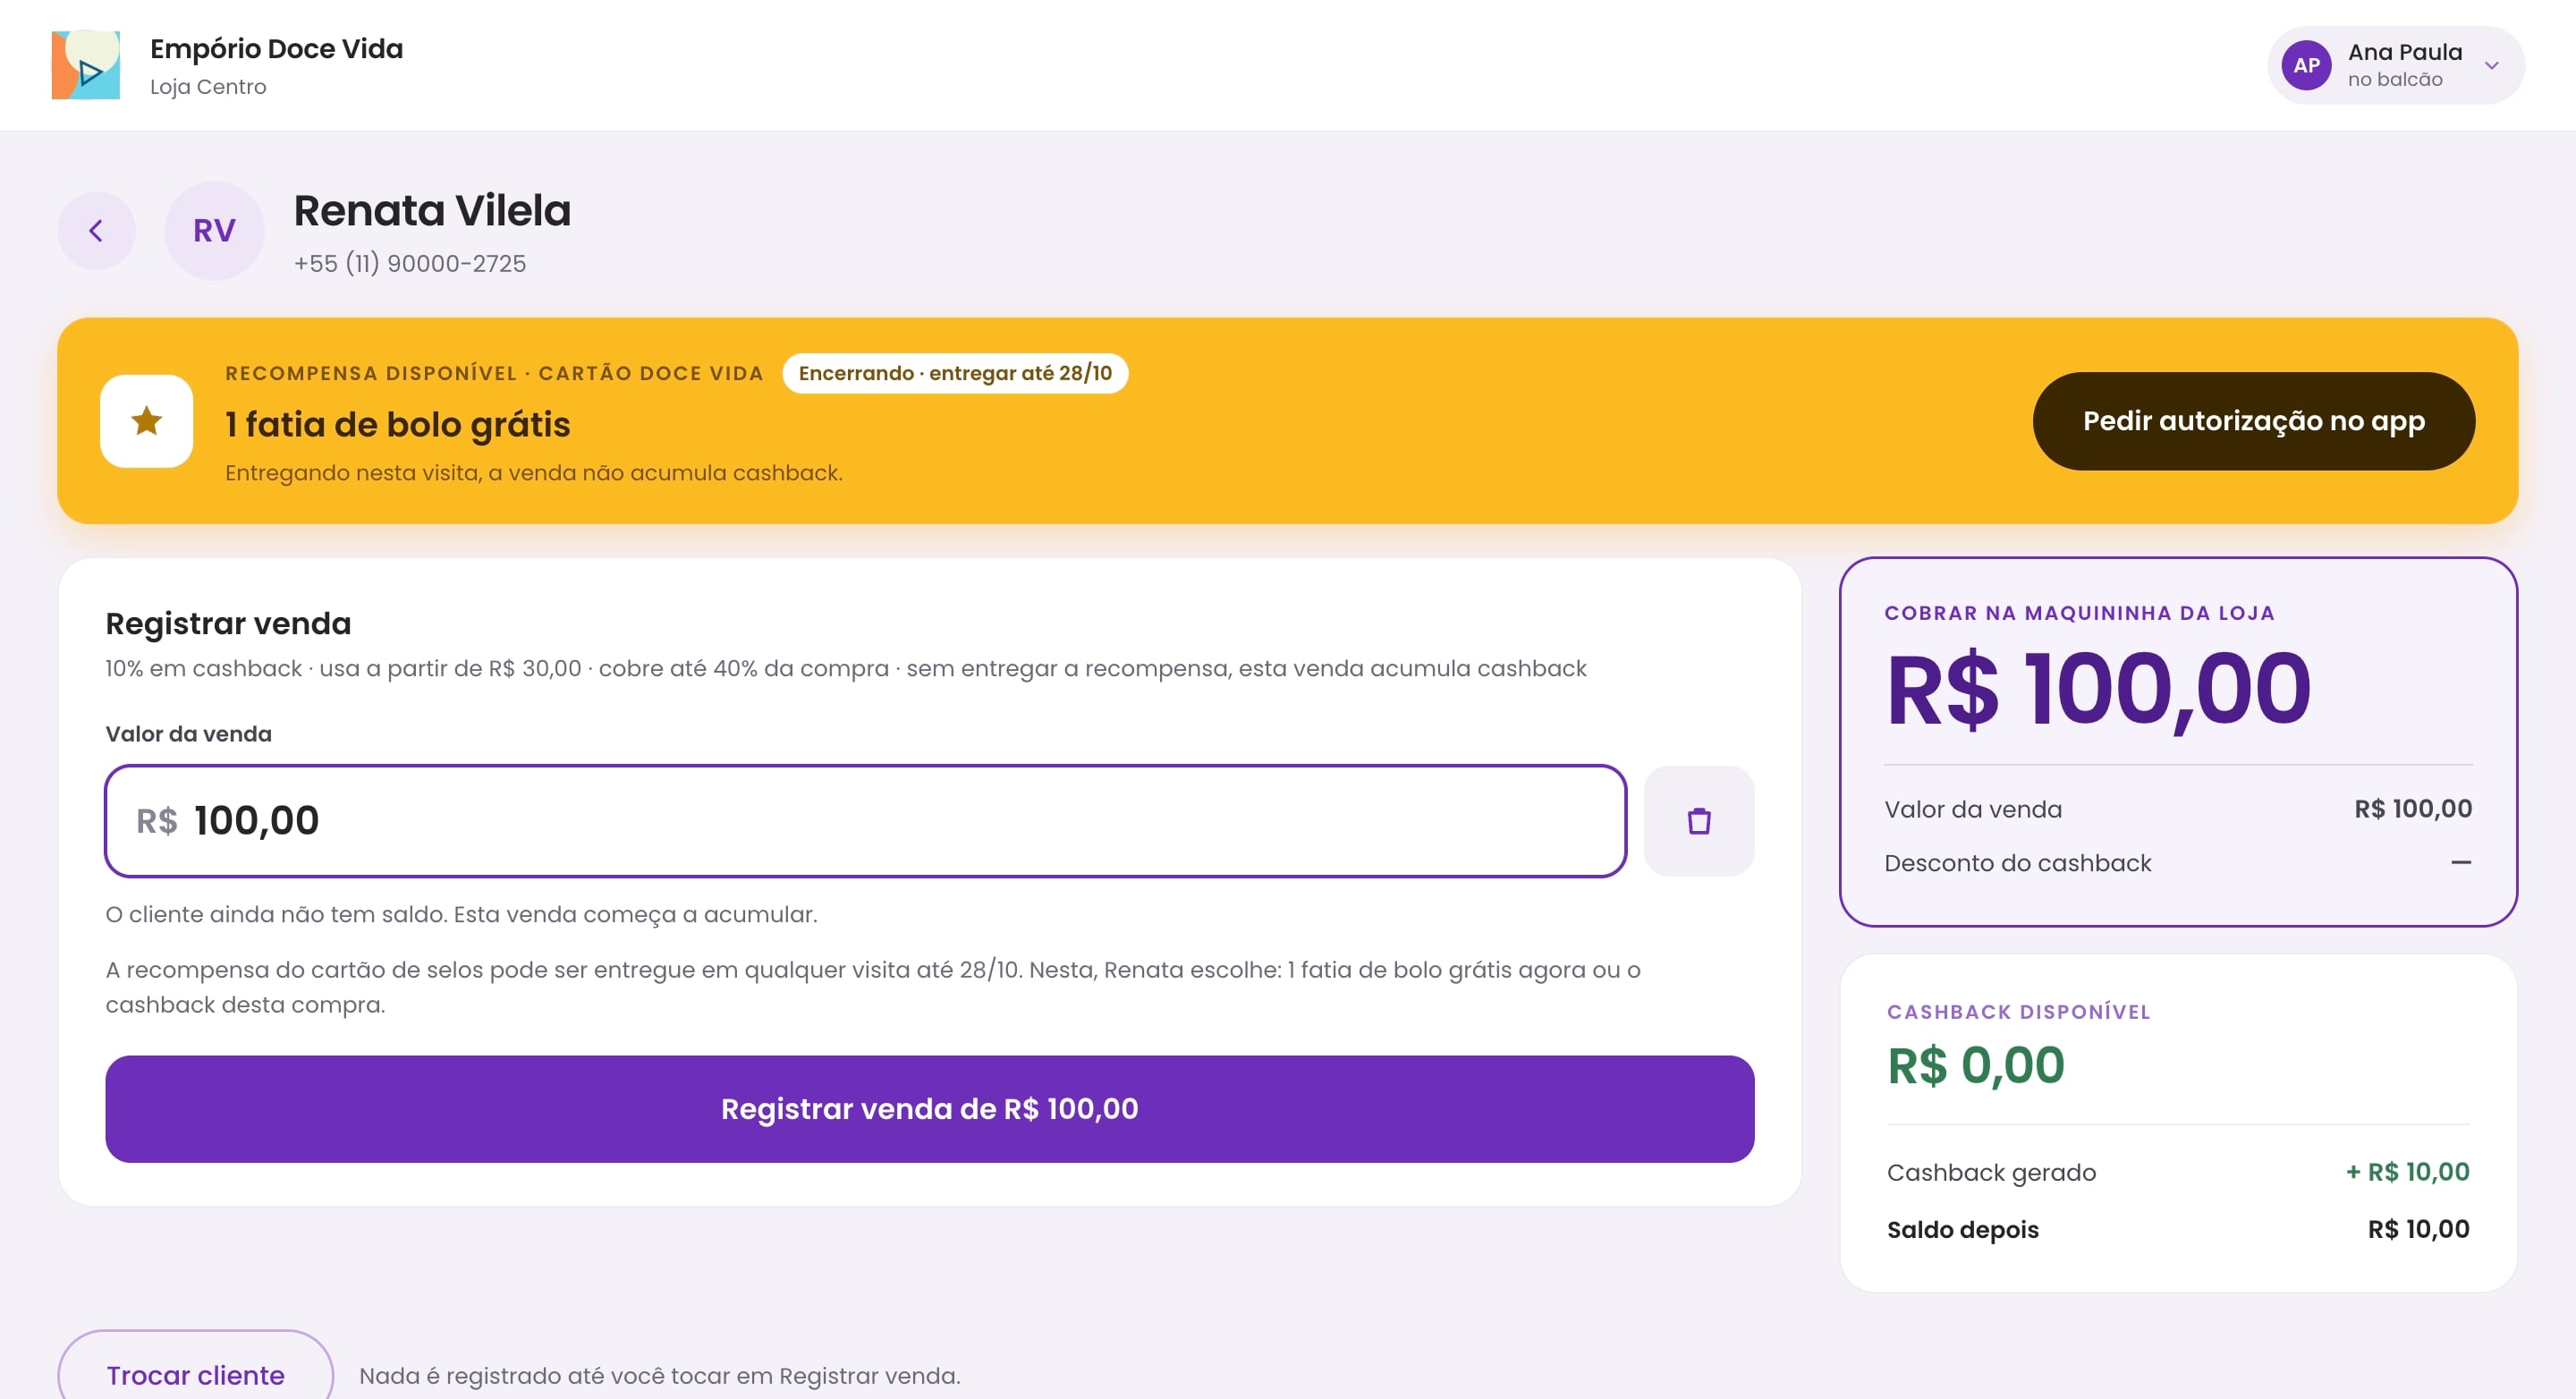 Empório Doce Vida
Loja Centro
AP
Ana Paula
no balcão
RV
Renata Vilela
+55 (11) 90000-2725
RECOMPENSA DISPONÍVEL · CARTÃO DOCE VIDA
Encerrando · entregar até 28/10
1 fatia de bolo grátis
Entregando nesta visita, a venda não acumula cashback.
Pedir autorização no app
Registrar venda
10% em cashback · usa a partir de R$ 30,00 · cobre até 40% da compra · sem entregar a recompensa, esta venda acumula cashback
Valor da venda
R$ 100,00
O cliente ainda não tem saldo. Esta venda começa a acumular.
A recompensa do cartão de selos pode ser entregue em qualquer visita até 28/10. Nesta, Renata escolhe: 1 fatia de bolo grátis agora ou o
cashback desta compra.
Registrar venda de R$ 100,00
COBRAR NA MAQUININHA DA LOJA
R$ 100,00
Valor da venda R$ 100,00
Desconto do cashback —
CASHBACK DISPONÍVEL
R$ 0,00
Cashback gerado + R$ 10,00
Saldo depois R$ 10,00
Trocar cliente
Nada é registrado até você tocar em Registrar venda.